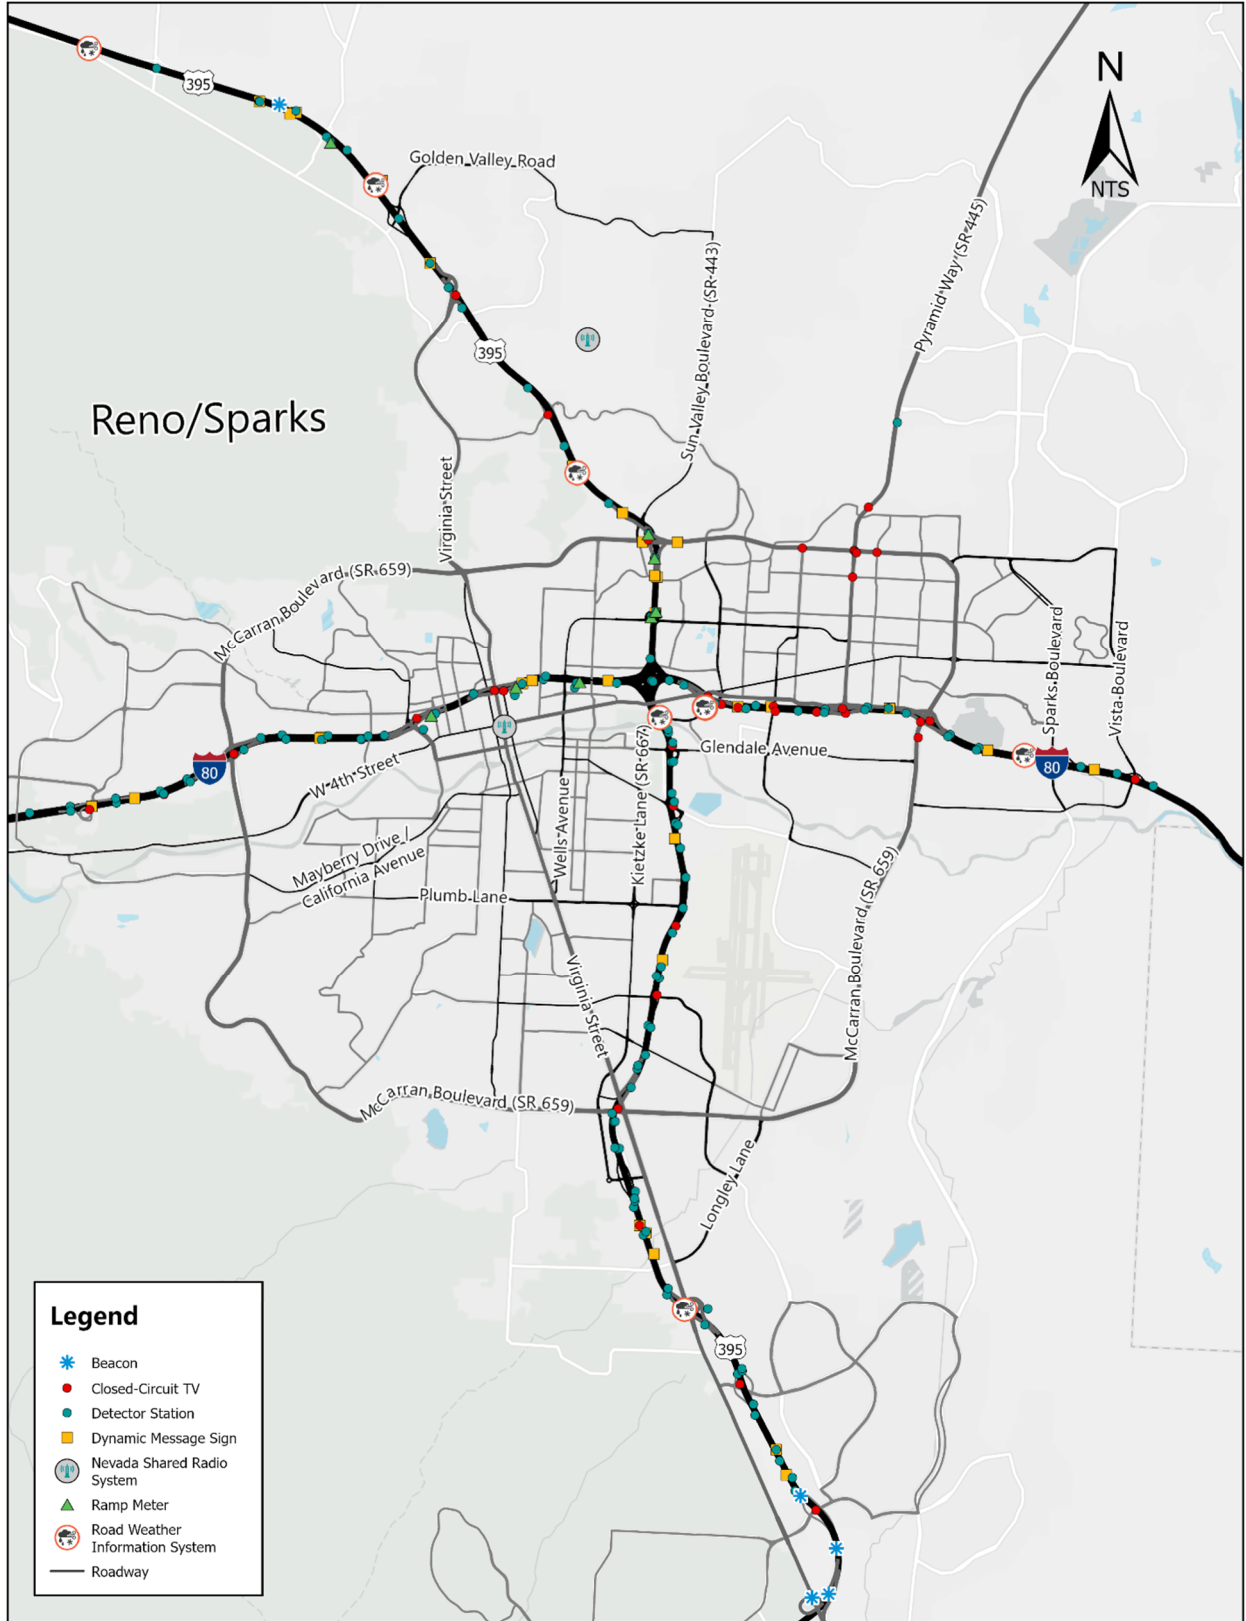 395
N
NTS
Golden Valley Road
Sun Valley Boulevard (SR 443)
Pyramid Way (SR 445)
395
Reno/Sparks
Virginia Street
McCarran Boulevard (SR 659)
Sparks Boulevard
Vista Boulevard
80
W 4th Street
Glendale Avenue
80
Kietzke Lane (SR 667)
Wells Avenue
Mayberry Drive /
California Avenue
Plumb Lane
McCarran Boulevard (SR 659)
Virginia Street
McCarran Boulevard (SR 659)
Longley Lane
395
Legend
Beacon
Closed-Circuit TV
Detector Station
Dynamic Message Sign
Nevada Shared Radio
System
Ramp Meter
Road Weather
Information System
Roadway